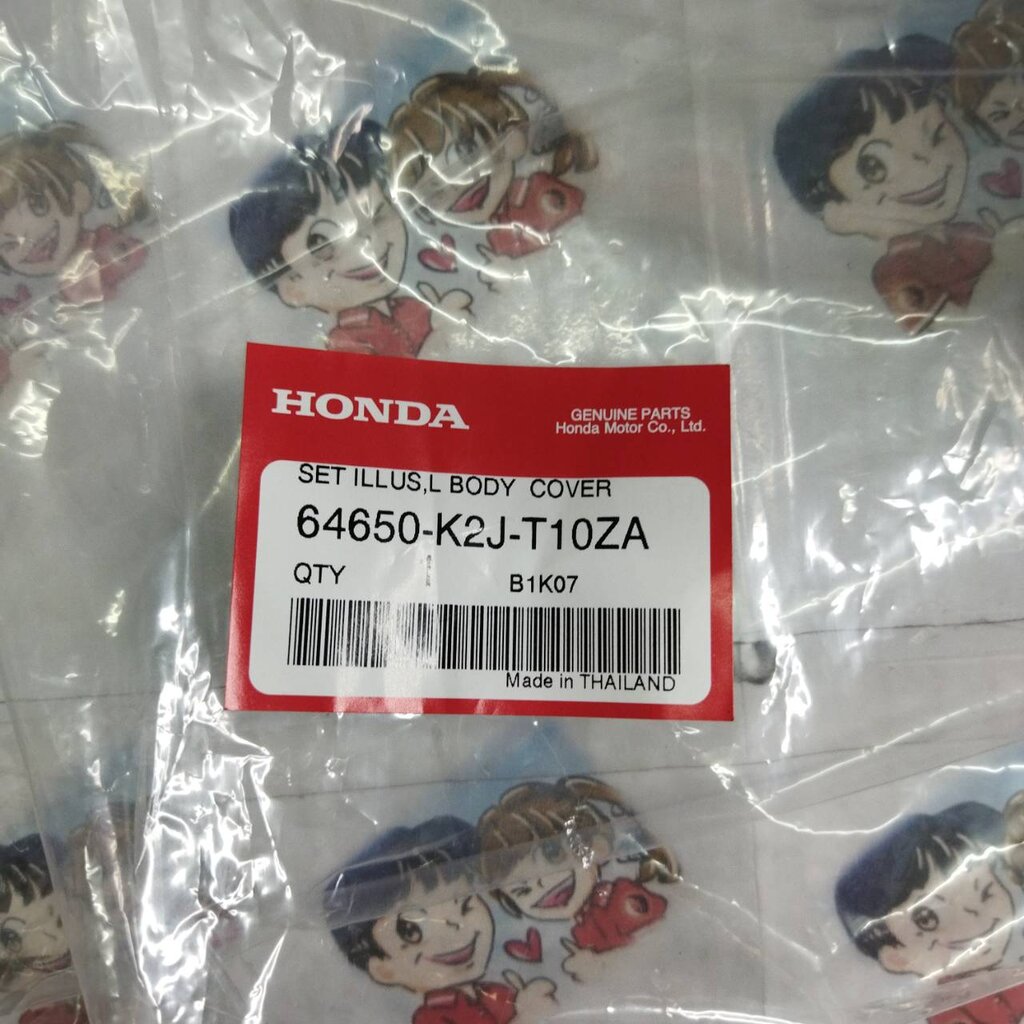 HONDA
GENUINE PARTS
Honda Motor Co., Ltd.
SET ILLUS,L BODY COVER
64650-K2J-T10ZA
QTY
B1K07
Made in THAILAND